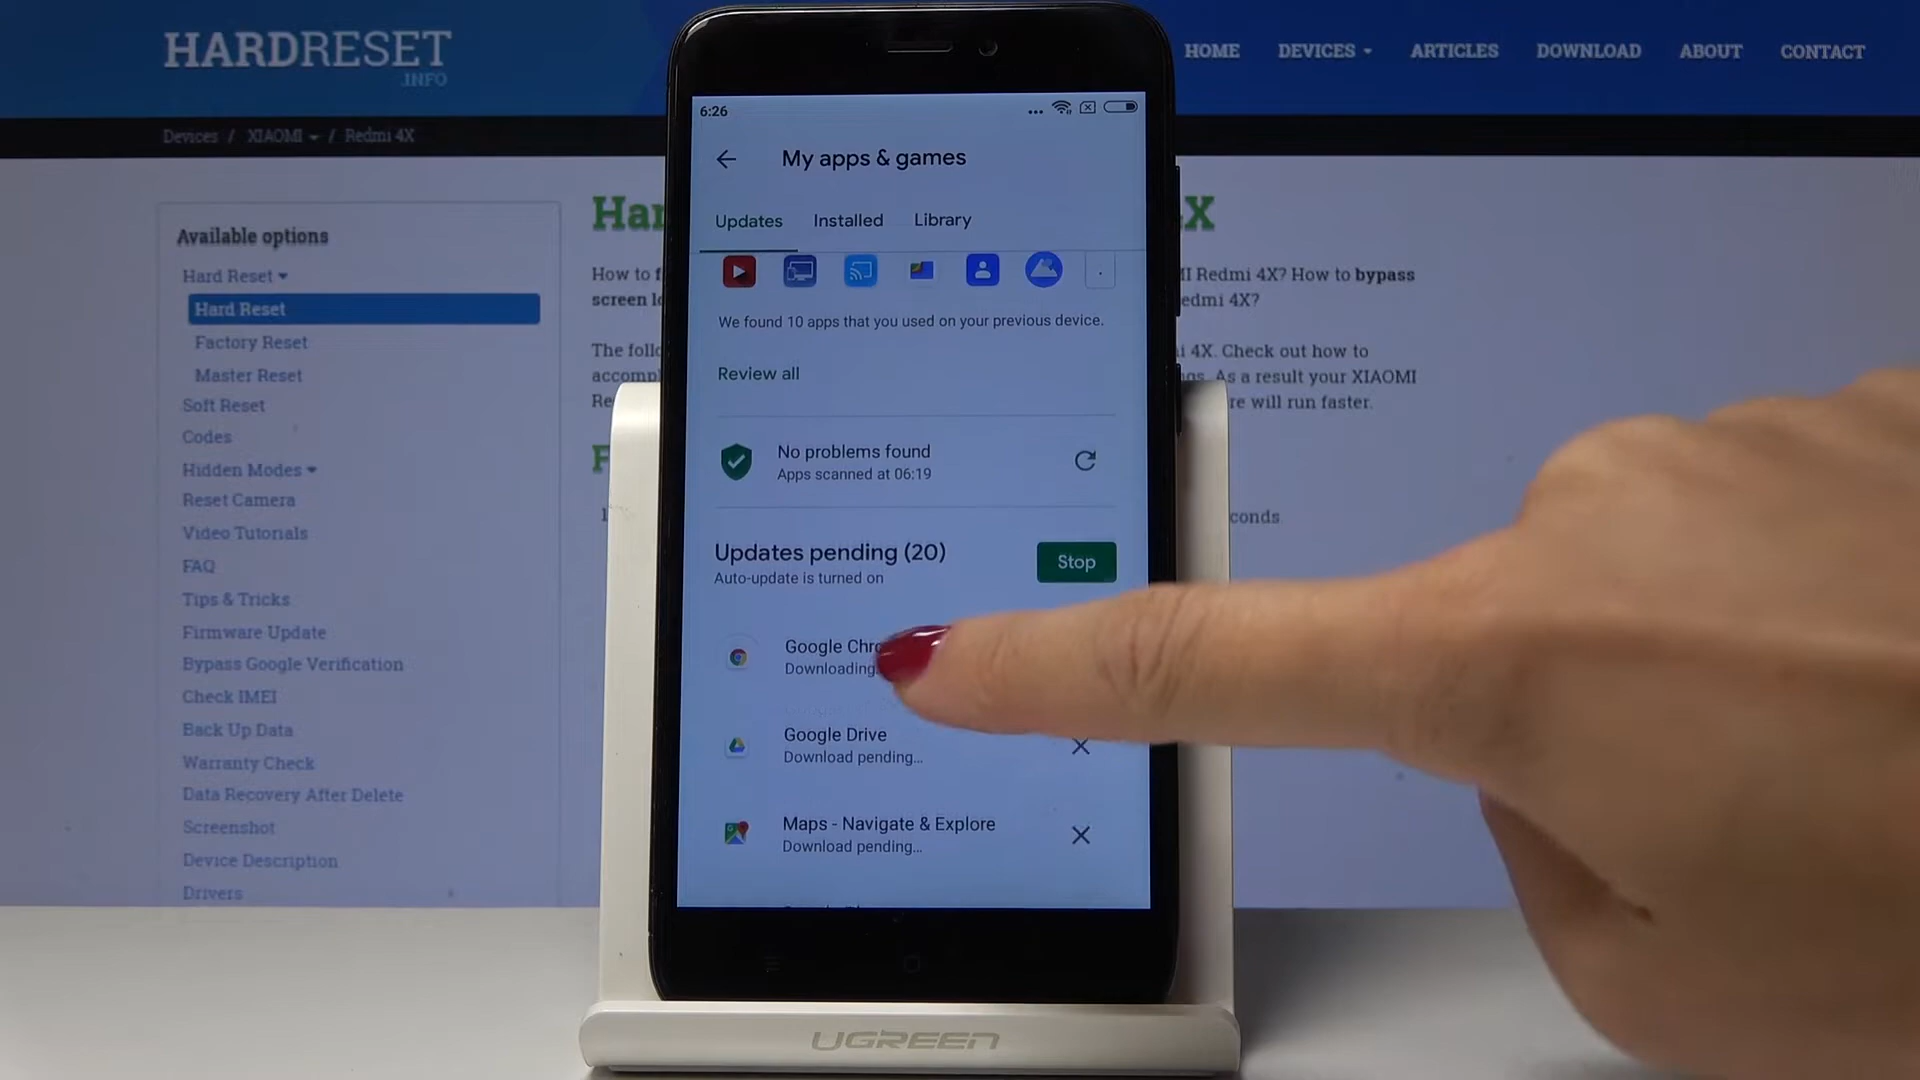 HARDRESET
.INFO
HOME DEVICES ARTICLES DOWNLOAD ABOUT CONTACT
Devices / XIAOMI / Redmi 4X
Available options
Hard Reset
Hard Reset
Factory Reset
Master Reset
Soft Reset
Codes
Hidden Modes
Reset Camera
Video Tutorials
FAQ
Tips & Tricks
Firmware Update
Bypass Google Verification
Check IMEI
Back Up Data
Warranty Check
Data Recovery After Delete
Screenshot
Device Description
Drivers
How to
Redmi 4X? How to bypass
screen
The
4X. Check out how to
As a result your XIAOMI
will run faster.
6:26
My apps & games
Updates Installed Library
We found 10 apps that you used on your previous device.
Review all
No problems found
Apps scanned at 06:19
Updates pending (20)
Auto-update is turned on
Stop
Google
Downloading
Google Drive
Download pending...
Maps - Navigate & Explore
Download pending...
UGREEN